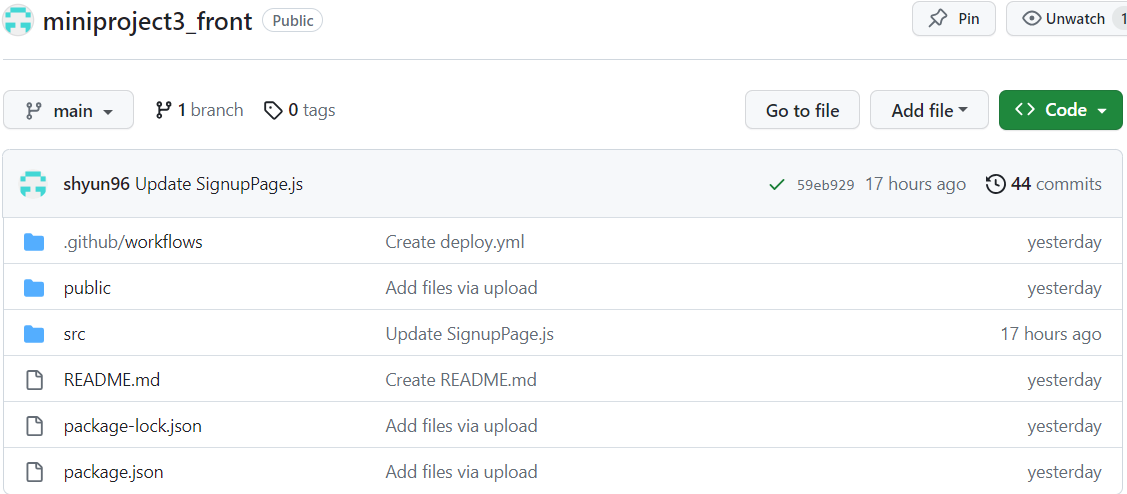 miniproject3_front Public Pin Unwatch 1
main 1 branch 0 tags Go to file Add file Code
shyun96 Update SignupPage.js 59eb929 17 hours ago 44 commits
.github/workflows Create deploy.yml yesterday
public Add files via upload yesterday
src Update SignupPage.js 17 hours ago
README.md Create README.md yesterday
package-lock.json Add files via upload yesterday
package.json Add files via upload yesterday